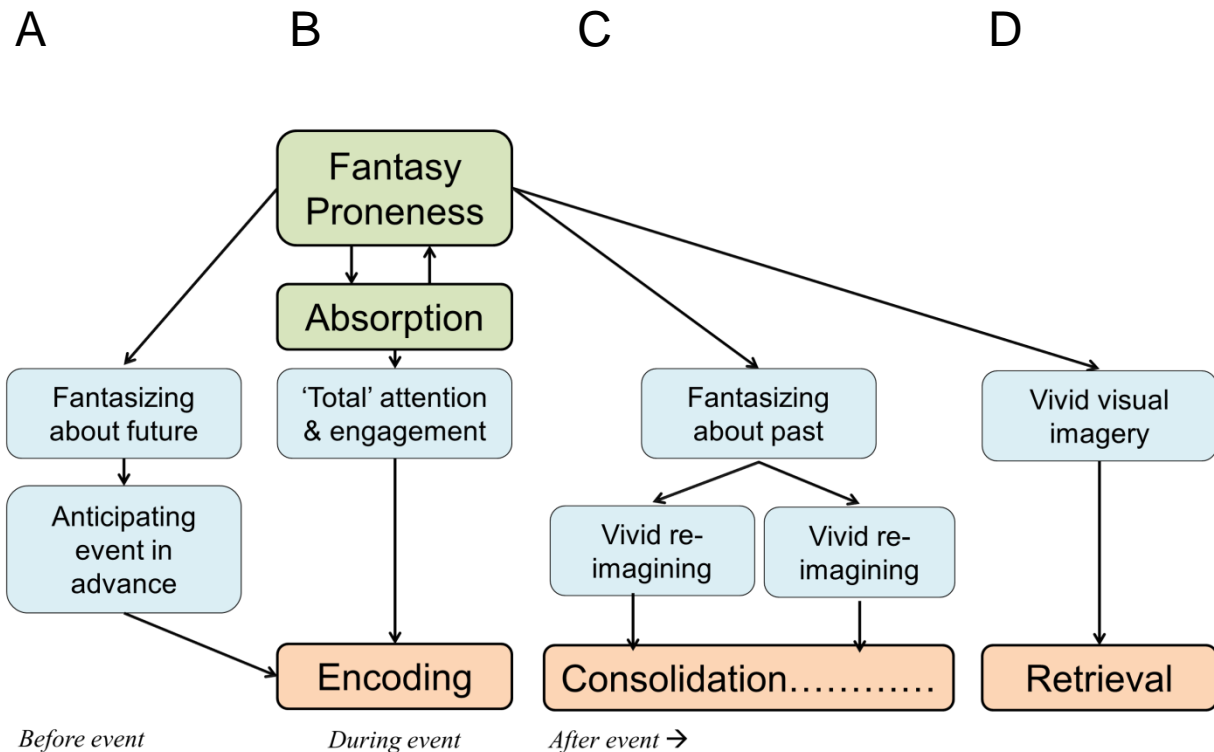 A
B
C
D
Fantasy
Proneness
Absorption
Fantasizing
about future
‘Total’ attention
& engagement
Fantasizing
about past
Vivid visual
imagery
Anticipating
event in
advance
Vivid re-
imagining
Vivid re-
imagining
Encoding
Consolidation…………
Retrieval
Before event
During event
After event →